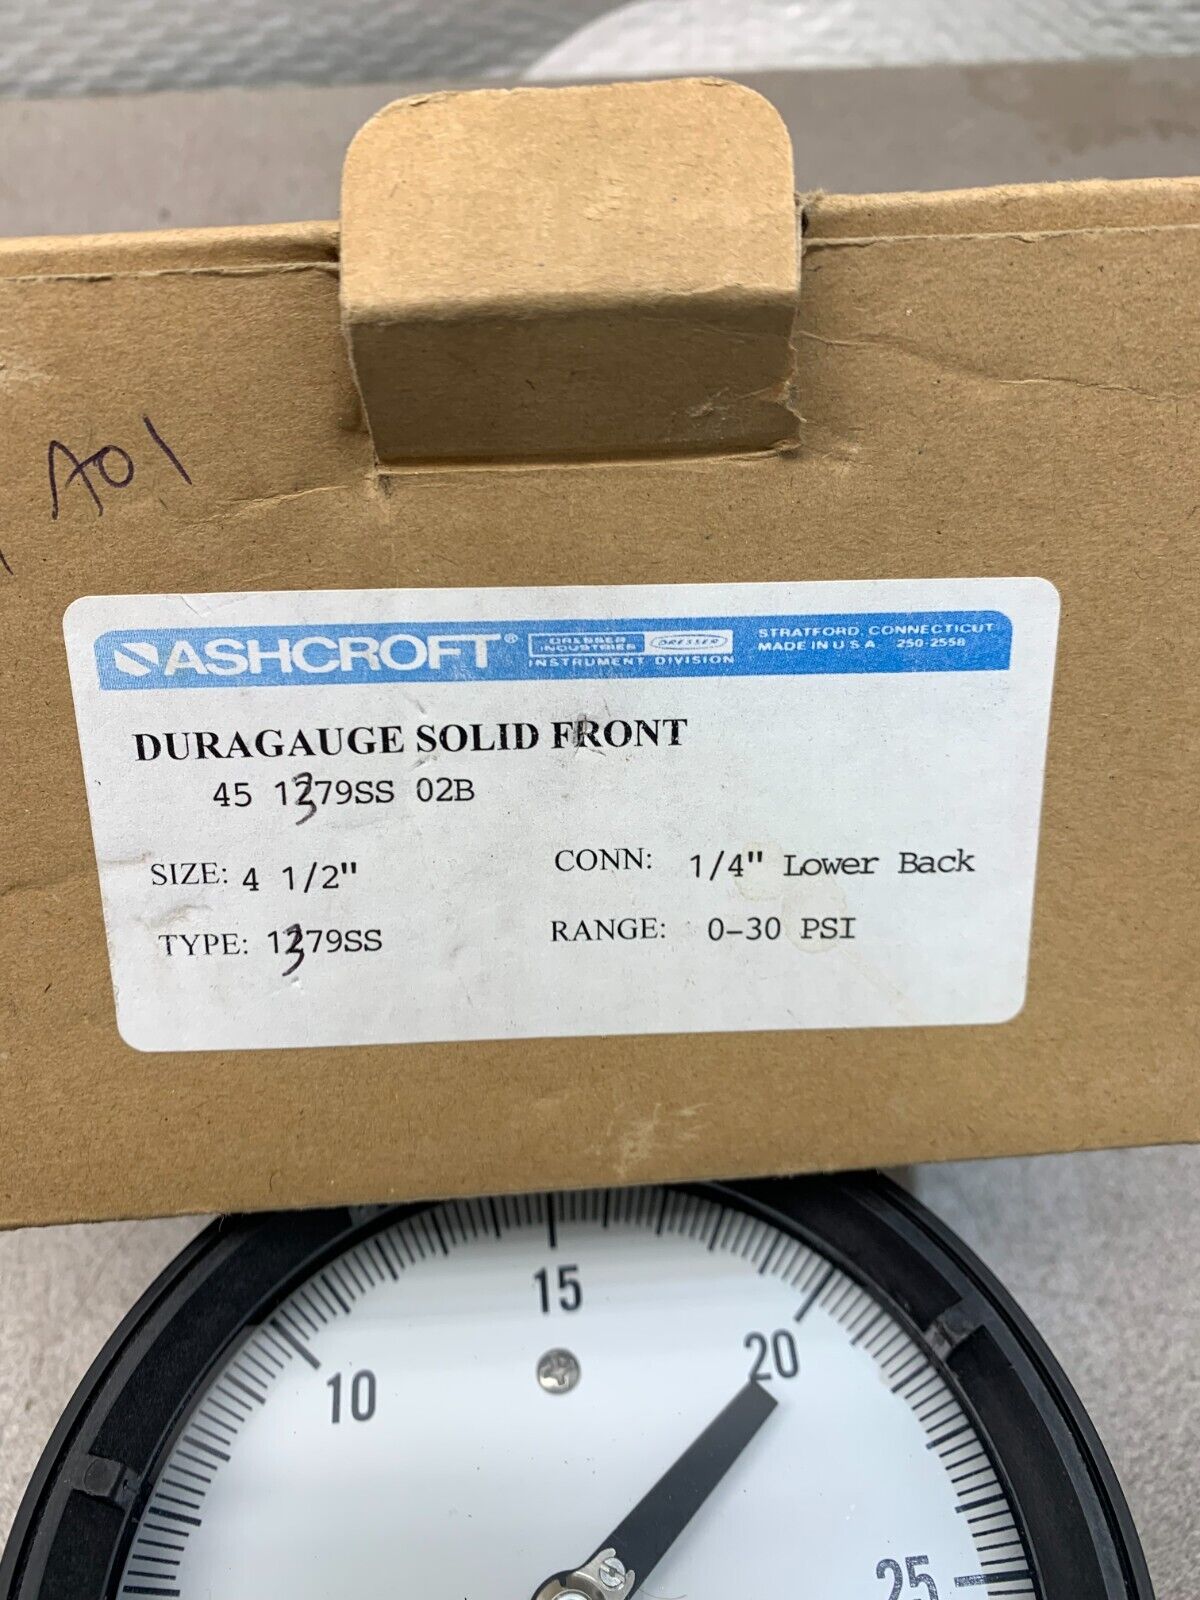 A01
ASHCROFT®
DRESSER INDUSTRIES
DRESSER
INSTRUMENT DIVISION
STRATFORD, CONNECTICUT
MADE IN U.S.A. 250-2558
DURAGAUGE SOLID FRONT
45 1379SS 02B
SIZE: 4 1/2"
CONN: 1/4" Lower Back
TYPE: 1379SS
RANGE: 0-30 PSI
10
15
20
25